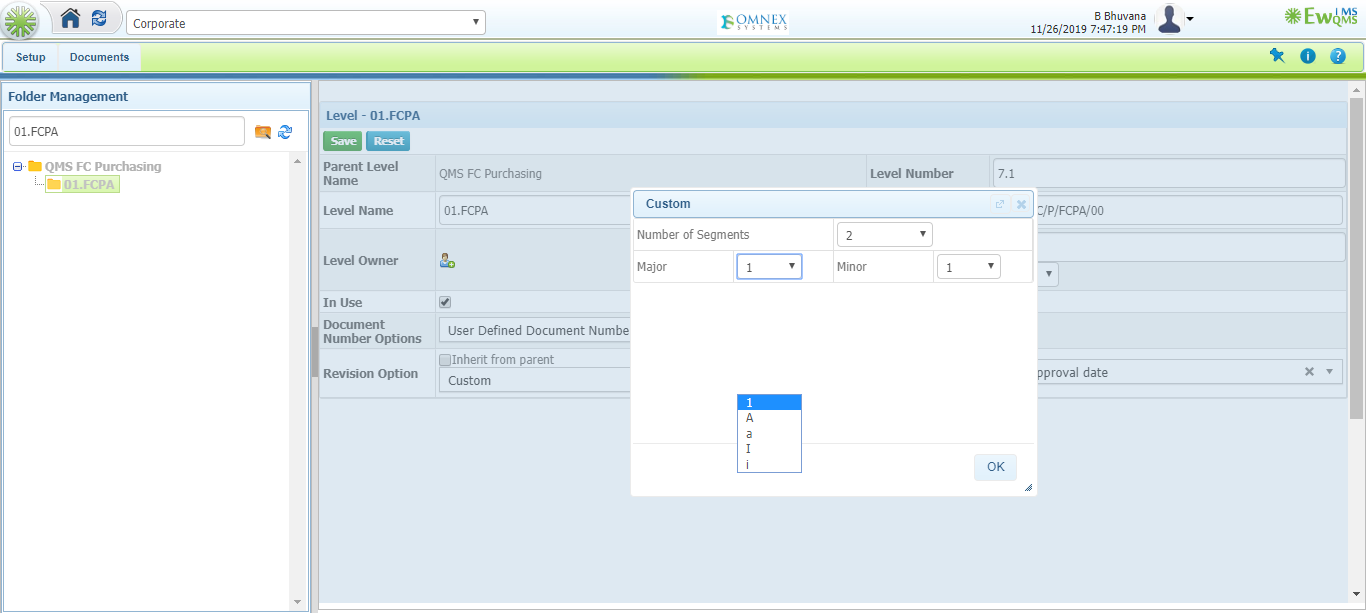 Corporate
OMNEX
SYSTEMS
B Bhuvana
11/26/2019 7:47:19 PM
EwQMS
iMS
Setup
Documents
Folder Management
01.FCPA
QMS FC Purchasing
01.FCPA
Level - 01.FCPA
Save
Reset
Parent Level
Name
QMS FC Purchasing
Level Number
7.1
Level Name
01.FCPA
C/P/FCPA/00
Level Owner
In Use
Document
Number Options
User Defined Document Numbe
Revision Option
Inherit from parent
Custom
pproval date
Custom
Number of Segments
2
Major
1
Minor
1
1
A
a
I
i
OK